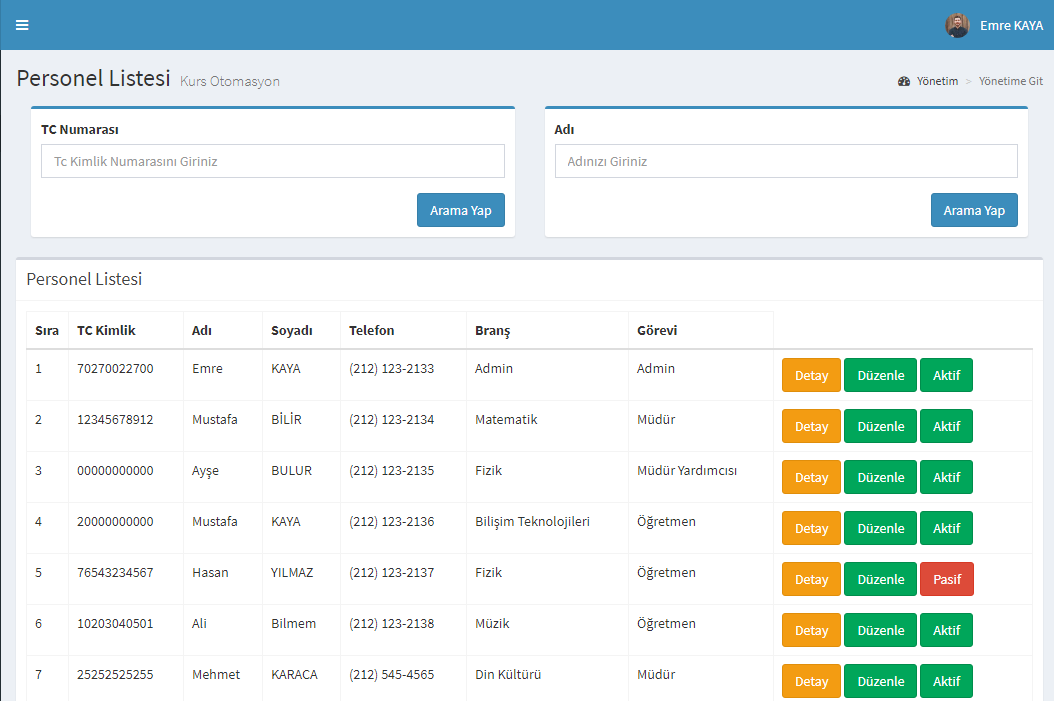 Emre KAYA
Personel Listesi Kurs Otomasyon
Yönetim > Yönetime Git
TC Numarası
Tc Kimlik Numarasını Giriniz
Arama Yap
Adı
Adınızı Giriniz
Arama Yap
Personel Listesi
Sıra TC Kimlik Adı Soyadı Telefon Branş Görevi
1 70270022700 Emre KAYA (212) 123-2133 Admin Admin Detay Düzenle Aktif
2 12345678912 Mustafa BİLİR (212) 123-2134 Matematik Müdür Detay Düzenle Aktif
3 00000000000 Ayşe BULUR (212) 123-2135 Fizik Müdür Yardımcısı Detay Düzenle Aktif
4 20000000000 Mustafa KAYA (212) 123-2136 Bilişim Teknolojileri Öğretmen Detay Düzenle Aktif
5 76543234567 Hasan YILMAZ (212) 123-2137 Fizik Öğretmen Detay Düzenle Pasif
6 10203040501 Ali Bilmem (212) 123-2138 Müzik Öğretmen Detay Düzenle Aktif
7 25252525255 Mehmet KARACA (212) 545-4565 Din Kültürü Müdür Detay Düzenle Aktif